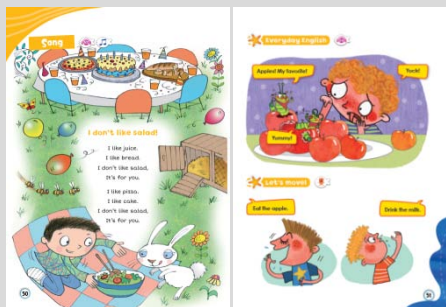 Song
I don't like salad!
I like juice.
I like bread.
I don't like salad,
It's for you.
I like pizza.
I like cake.
I don't like salad,
It's for you.
30
Everyday English
Apples! My favorite!
Yuck!
Yummy!
Let's move!
Eat the apple.
Drink the milk.
31